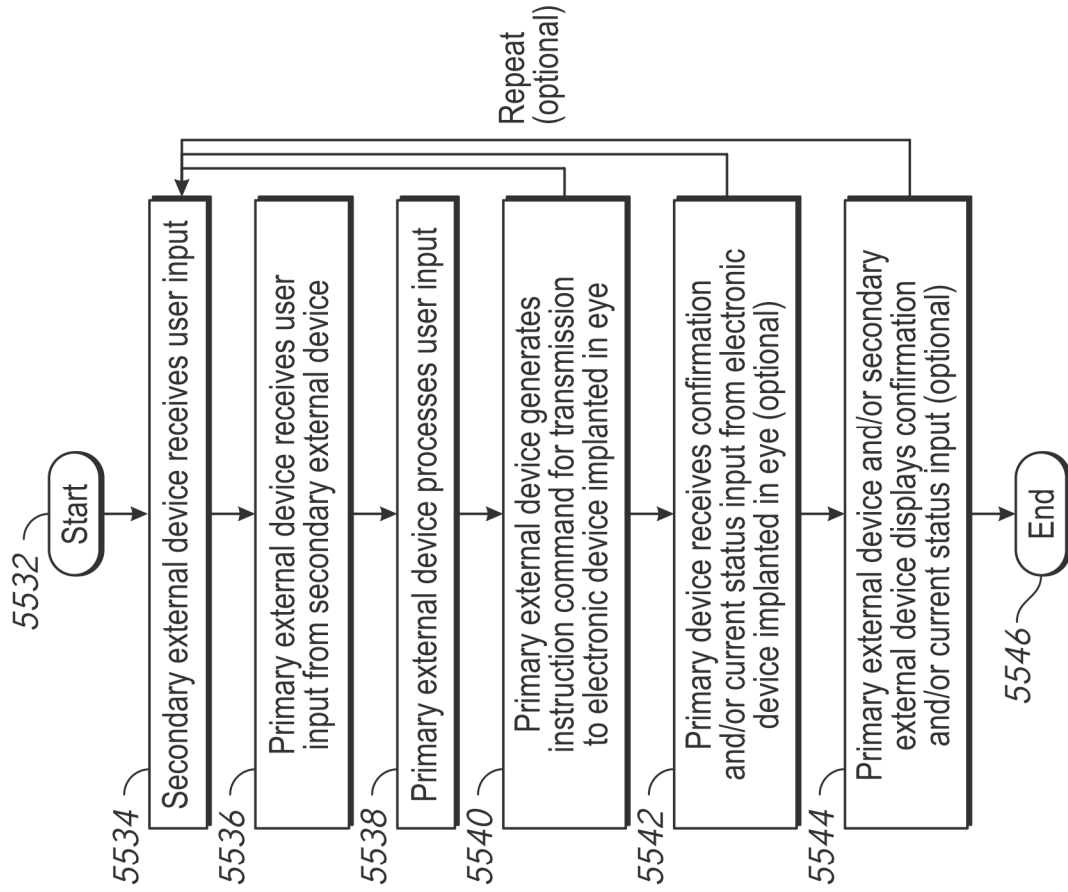 5532
Start
5534
Secondary external device receives user input
5536
Primary external device receives user
input from secondary external device
5538
Primary external device processes user input
5540
Primary external device generates
instruction command for transmission
to electronic device implanted in eye
5542
Primary device receives confirmation
and/or current status input from electronic
device implanted in eye (optional)
5544
Primary external device and/or secondary
external device displays confirmation
and/or current status input (optional)
Repeat
(optional)
5546
End